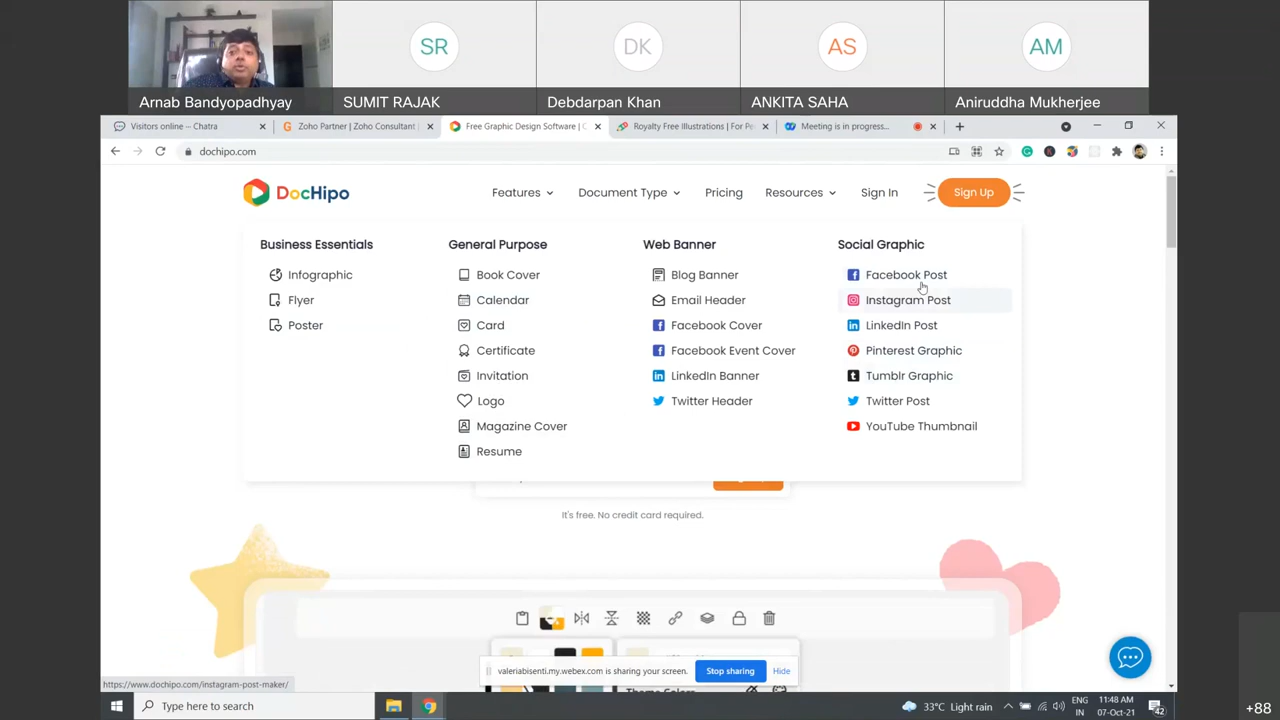 SR
DK
AS
AM
Arnab Bandyopadhyay
SUMIT RAJAK
Debdarpan Khan
ANKITA SAHA
Aniruddha Mukherjee
Visitors online -- Chatra
Zoho Partner | Zoho Consultant |
Free Graphic Design Software | C
Royalty Free Illustrations | For Pe
Meeting is in progress...
dochipo.com
DocHipo
Features
Document Type
Pricing
Resources
Sign In
Sign Up
Business Essentials
Infographic
Flyer
Poster
General Purpose
Book Cover
Calendar
Card
Certificate
Invitation
Logo
Magazine Cover
Resume
Web Banner
Blog Banner
Email Header
Facebook Cover
Facebook Event Cover
LinkedIn Banner
Twitter Header
Social Graphic
Facebook Post
Instagram Post
LinkedIn Post
Pinterest Graphic
Tumblr Graphic
Twitter Post
YouTube Thumbnail
It's free. No credit card required.
valeriabisenti.my.webex.com is sharing your screen.
Stop sharing
Hide
https://www.dochipo.com/instagram-post-maker/
Type here to search
33°C Light rain
ENG
IN
11:48 AM
07-Oct-21
42
+88